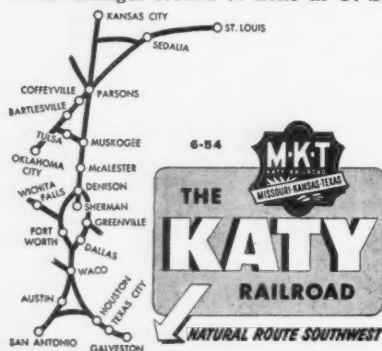 KANSAS CITY
ST. LOUIS
SEDALIA
COFFEYVILLE
PARSONS
BARTLESVILLE
TULSA
MUSKOGEE
OKLAHOMA
CITY
McALESTER
WICHITA
FALLS
DENISON
SHERMAN
GREENVILLE
FORT
WORTH
DALLAS
WACO
AUSTIN
HOUSTON
TEXAS CITY
SAN ANTONIO
GALVESTON
6-54
M-K-T
KATY RAILROAD
MISSOURI-KANSAS-TEXAS
THE
KATY
RAILROAD
NATURAL ROUTE SOUTHWEST